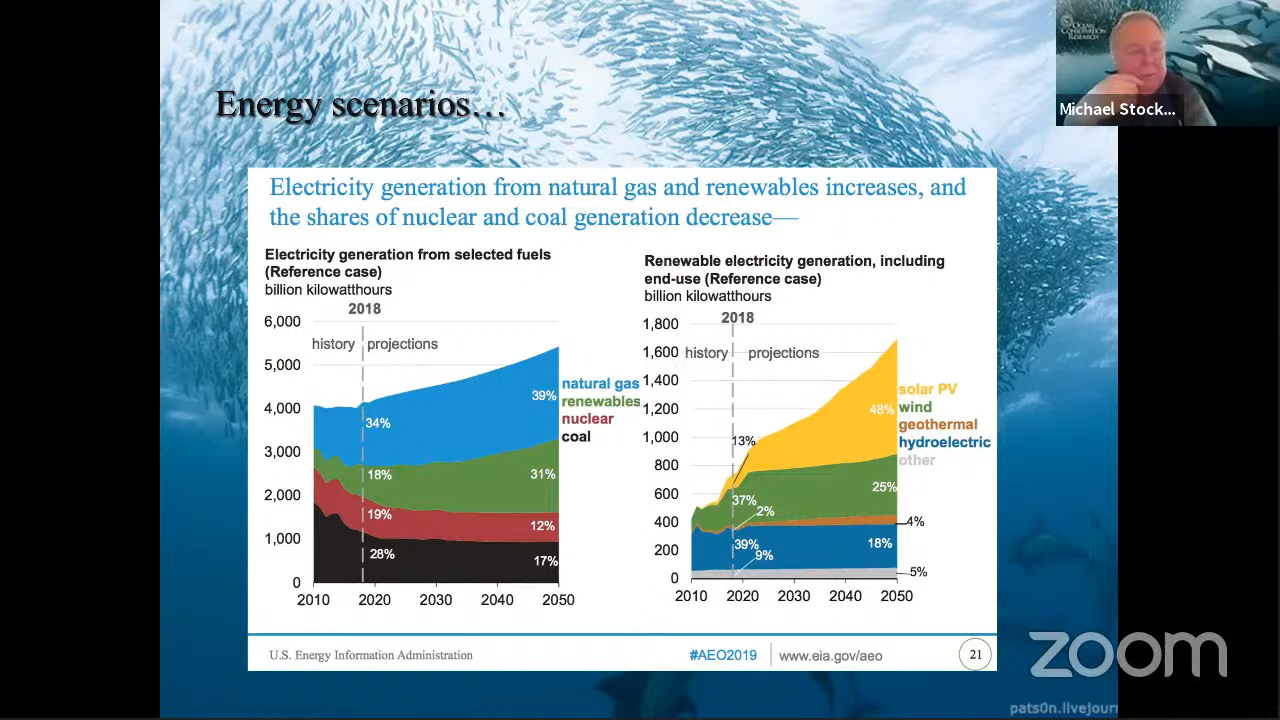 Energy scenarios…
OCEAN
CONSERVATION
RESEARCH
Michael Stock...
Electricity generation from natural gas and renewables increases, and
the shares of nuclear and coal generation decrease—
Electricity generation from selected fuels
(Reference case)
billion kilowatthours
2018
6,000
history
projections
5,000
4,000
3,000
2,000
1,000
0
34%
18%
19%
28%
39%
31%
12%
17%
natural gas
renewables
nuclear
coal
2010
2020
2030
2040
2050
Renewable electricity generation, including
end-use (Reference case)
billion kilowatthours
2018
1,800
1,600
history
projections
1,400
1,200
1,000
800
600
400
200
0
13%
37%
2%
39%
9%
48%
25%
4%
18%
5%
solar PV
wind
geothermal
hydroelectric
other
2010
2020
2030
2040
2050
U.S. Energy Information Administration
#AEO2019
www.eia.gov/aeo
21
zoom
pats0n.livejourn